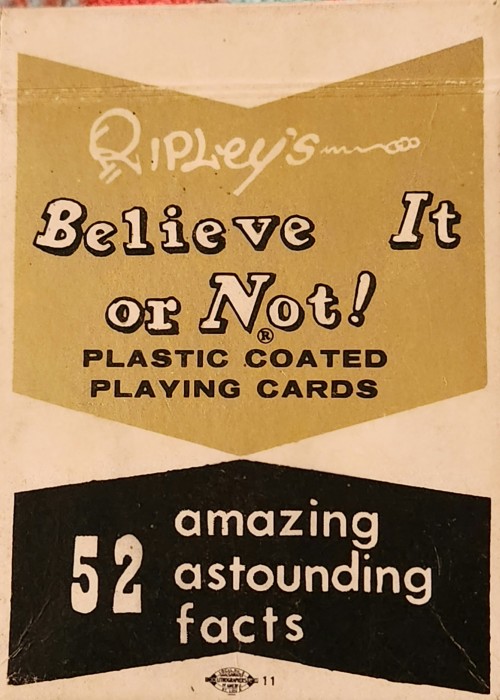 Ripley's
Believe It
or Not!
®
PLASTIC COATED
PLAYING CARDS
52 amazing
astounding
facts
11